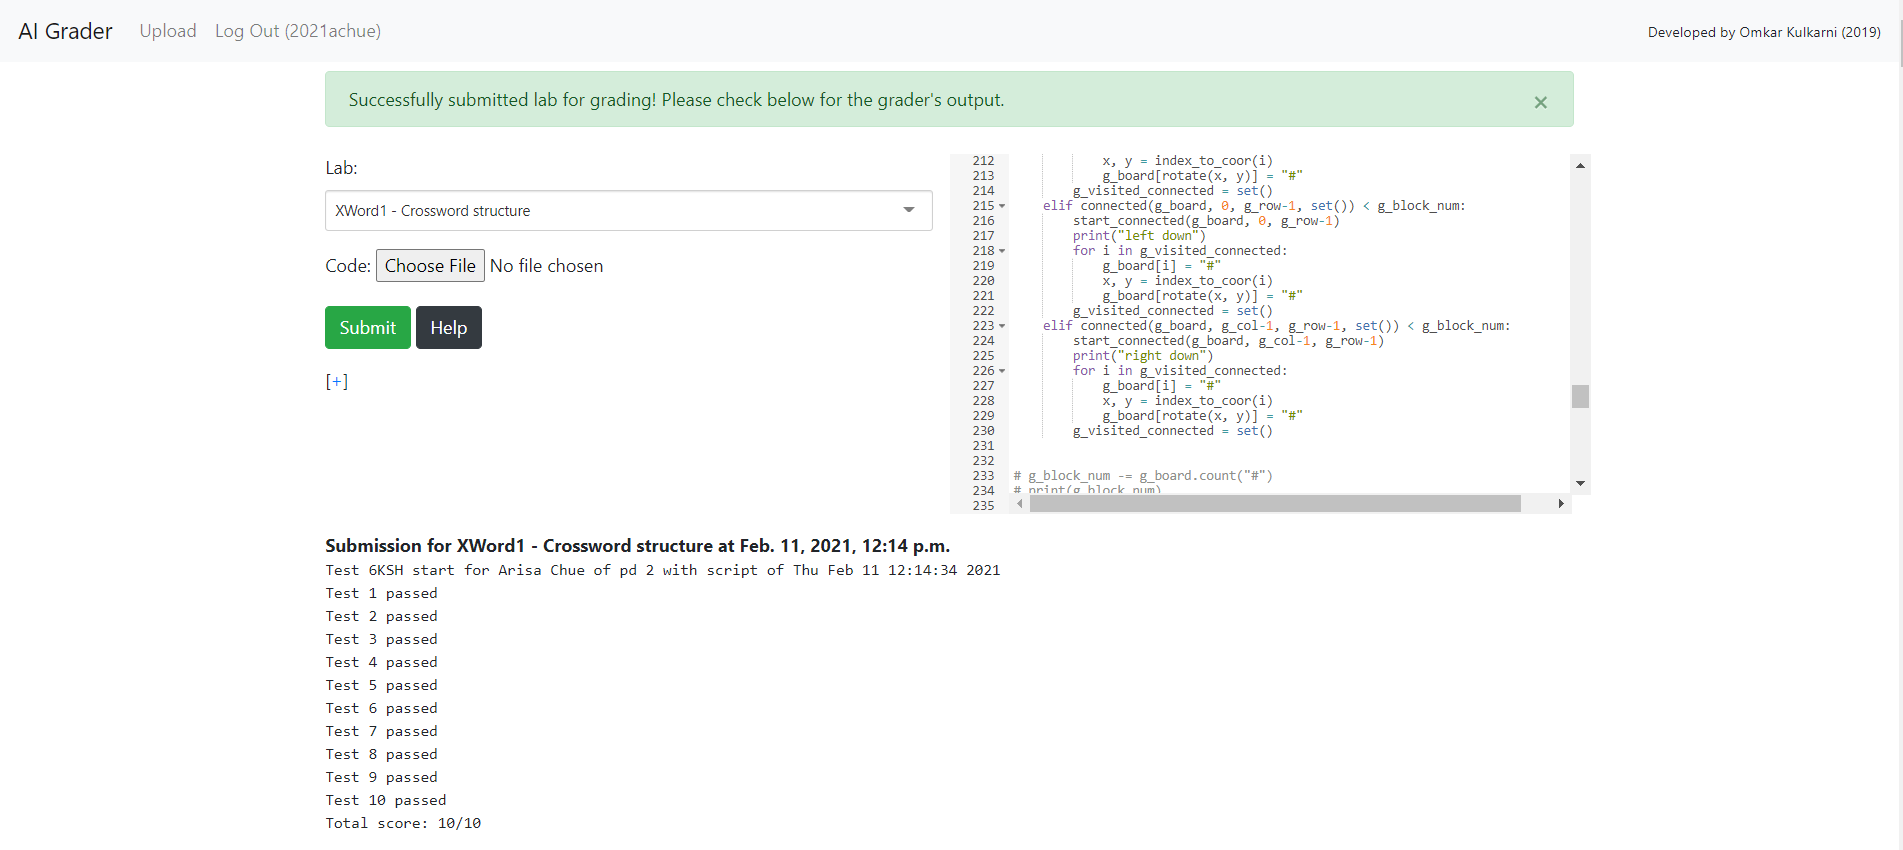 AI Grader Upload Log Out (2021achue) Developed by Omkar Kulkarni (2019)
Successfully submitted lab for grading! Please check below for the grader's output. ×
Lab:
XWord1 - Crossword structure
Code: Choose File No file chosen
Submit Help
[+]
212 x, y = index_to_coor(i)
213 g_board[rotate(x, y)] = "#"
214 g_visited_connected = set()
215 elif connected(g_board, 0, g_row-1, set()) < g_block_num:
216 start_connected(g_board, 0, g_row-1)
217 print("left down")
218 for i in g_visited_connected:
219 g_board[i] = "#"
220 x, y = index_to_coor(i)
221 g_board[rotate(x, y)] = "#"
222 g_visited_connected = set()
223 elif connected(g_board, g_col-1, g_row-1, set()) < g_block_num:
224 start_connected(g_board, g_col-1, g_row-1)
225 print("right down")
226 for i in g_visited_connected:
227 g_board[i] = "#"
228 x, y = index_to_coor(i)
229 g_board[rotate(x, y)] = "#"
230 g_visited_connected = set()
231
232
233 # g_block_num -= g_board.count("#")
234 # print(g_block_num)
235
Submission for XWord1 - Crossword structure at Feb. 11, 2021, 12:14 p.m.
Test 6KSH start for Arisa Chue of pd 2 with script of Thu Feb 11 12:14:34 2021
Test 1 passed
Test 2 passed
Test 3 passed
Test 4 passed
Test 5 passed
Test 6 passed
Test 7 passed
Test 8 passed
Test 9 passed
Test 10 passed
Total score: 10/10